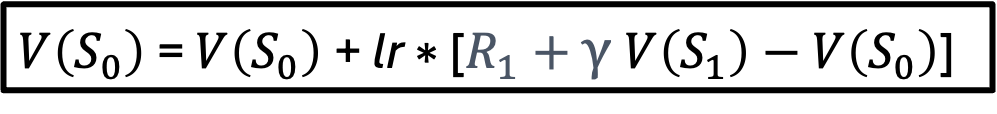 V(S₀) = V(S₀) + lr * [R₁ + γ V(S₁) − V(S₀)]